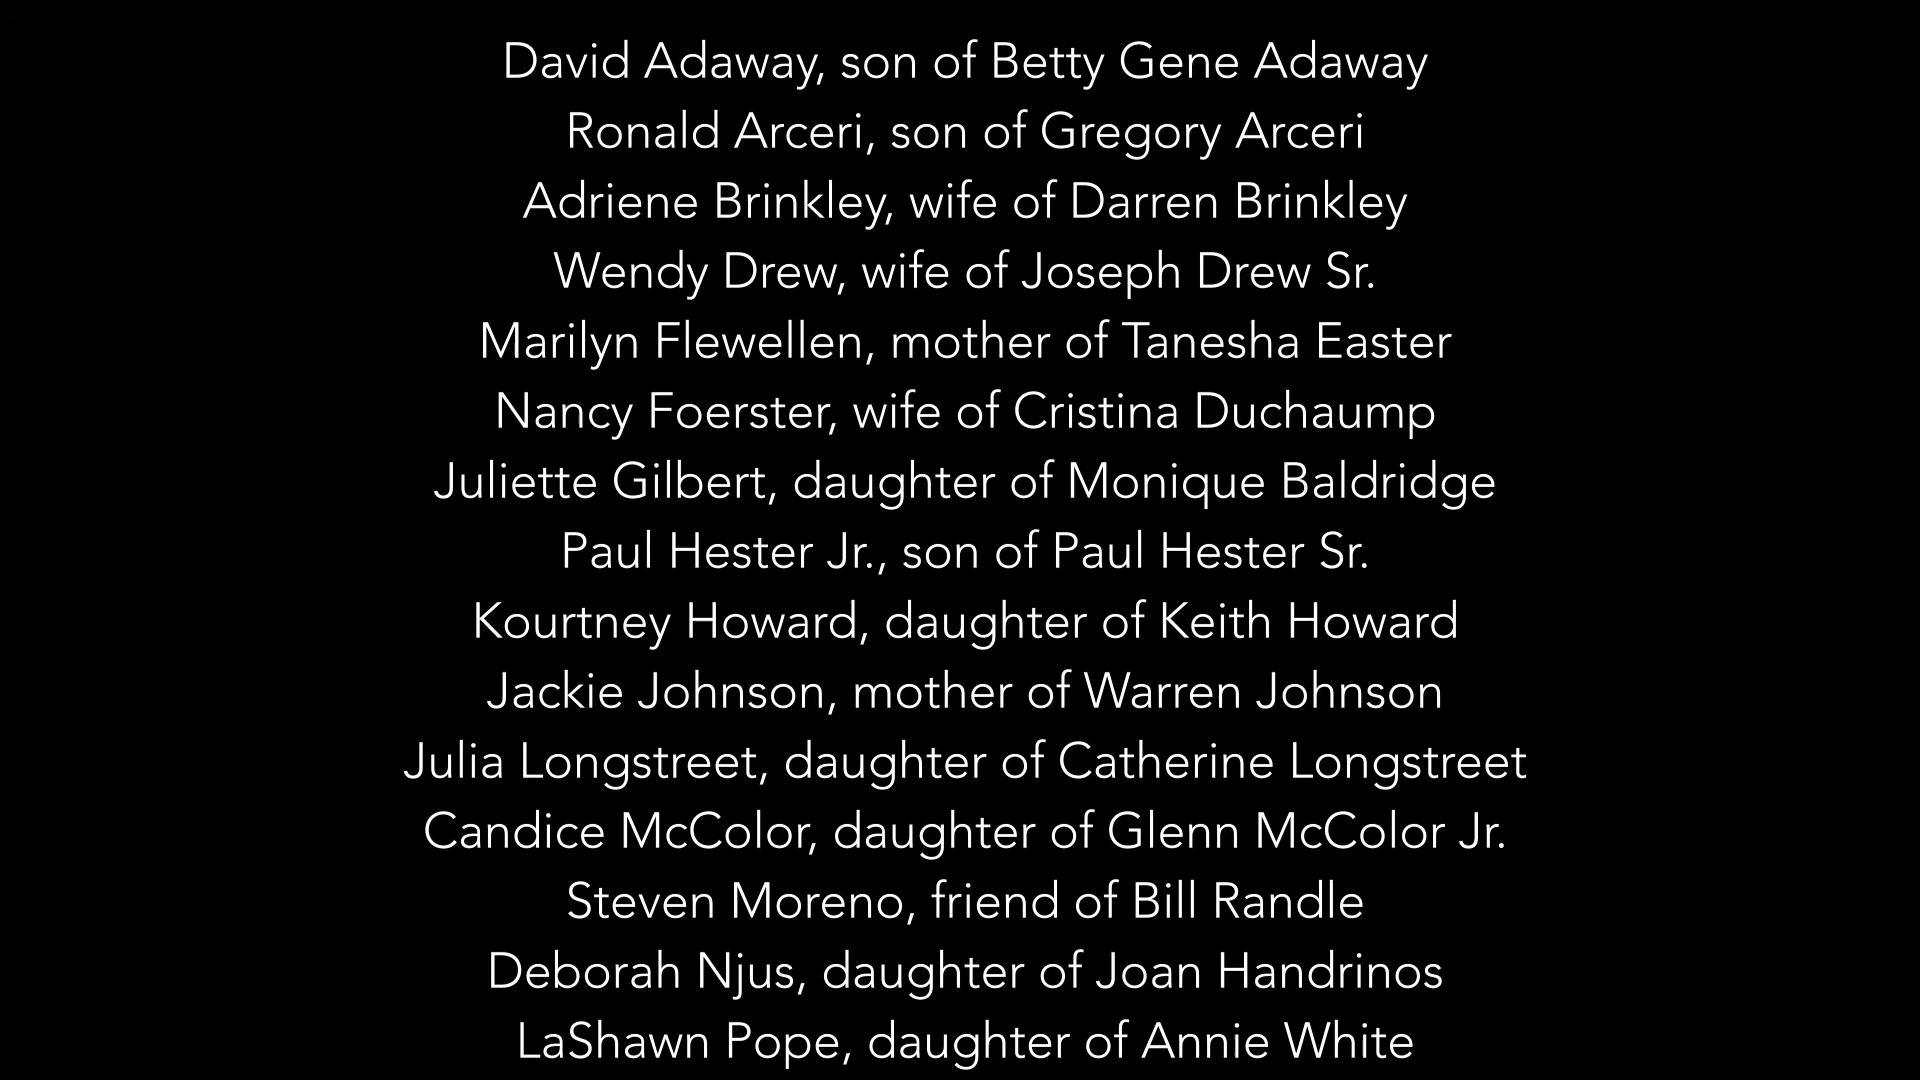 David Adaway, son of Betty Gene Adaway
Ronald Arceri, son of Gregory Arceri
Adriene Brinkley, wife of Darren Brinkley
Wendy Drew, wife of Joseph Drew Sr.
Marilyn Flewellen, mother of Tanesha Easter
Nancy Foerster, wife of Cristina Duchaump
Juliette Gilbert, daughter of Monique Baldridge
Paul Hester Jr., son of Paul Hester Sr.
Kourtney Howard, daughter of Keith Howard
Jackie Johnson, mother of Warren Johnson
Julia Longstreet, daughter of Catherine Longstreet
Candice McColor, daughter of Glenn McColor Jr.
Steven Moreno, friend of Bill Randle
Deborah Njus, daughter of Joan Handrinos
LaShawn Pope, daughter of Annie White